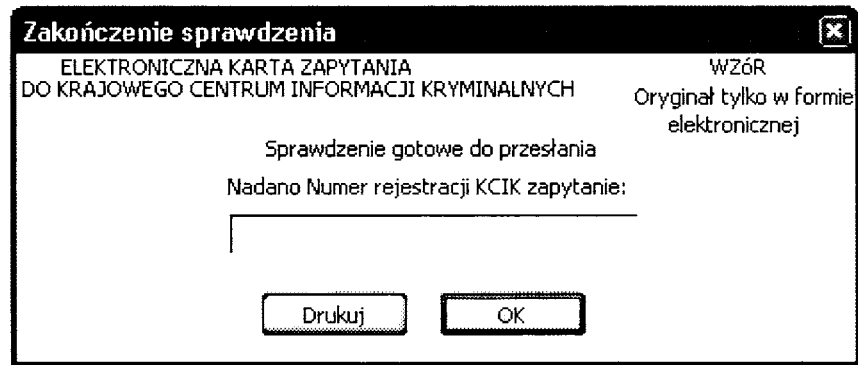 Zakończenie sprawdzenia
ELEKTRONICZNA KARTA ZAPYTANIA
DO KRAJOWEGO CENTRUM INFORMACJI KRYMINALNYCH
WZóR
Oryginał tylko w formie
elektronicznej
Sprawdzenie gotowe do przesłania
Nadano Numer rejestracji KCIK zapytanie:
Drukuj
OK